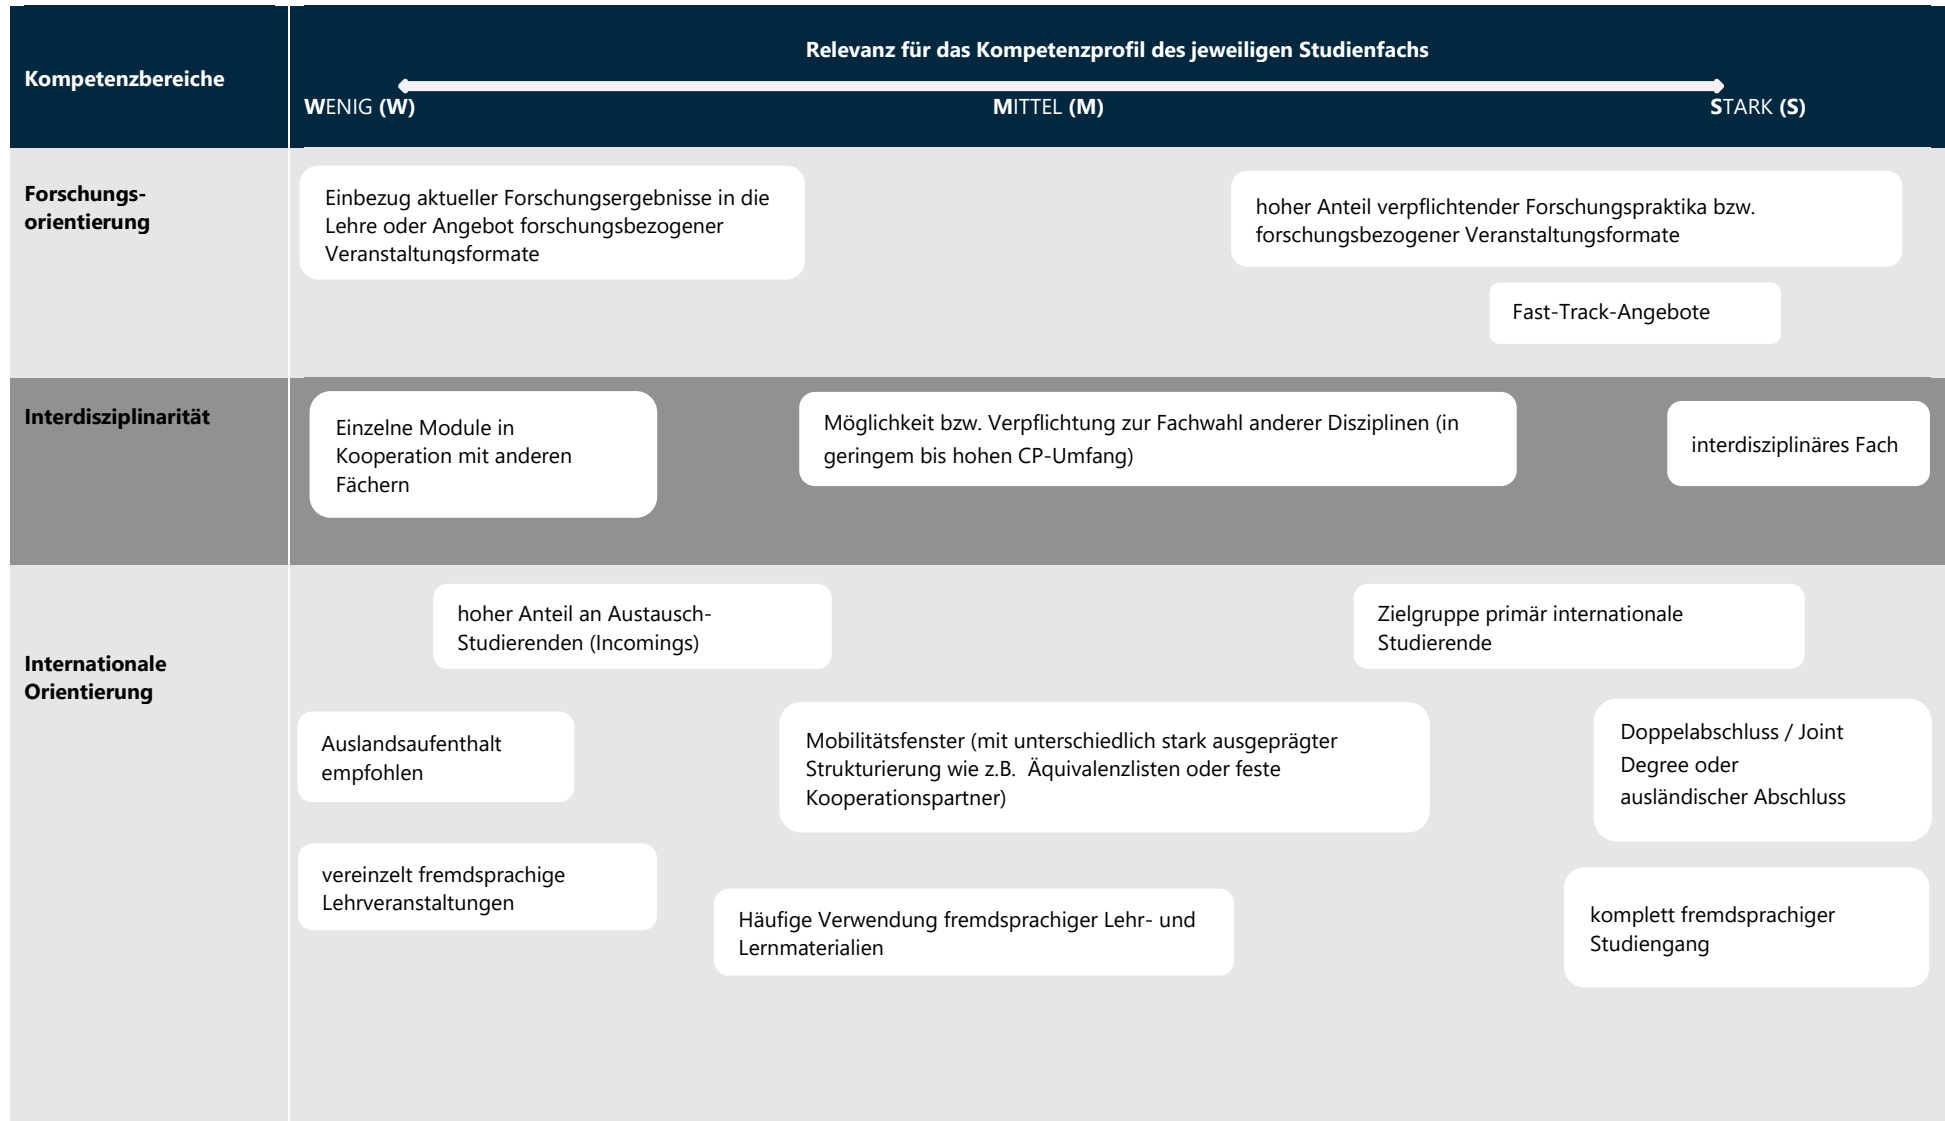 Relevanz für das Kompetenzprofil des jeweiligen Studienfachs
Kompetenzbereiche
WENIG (W) MITTEL (M) STARK (S)
Forschungs-
orientierung
Einbezug aktueller Forschungsergebnisse in die
Lehre oder Angebot forschungsbezogener
Veranstaltungsformate
hoher Anteil verpflichtender Forschungspraktika bzw.
forschungsbezogener Veranstaltungsformate
Fast-Track-Angebote
Interdisziplinarität
Einzelne Module in
Kooperation mit anderen
Fächern
Möglichkeit bzw. Verpflichtung zur Fachwahl anderer Disziplinen (in
geringem bis hohen CP-Umfang)
interdisziplinäres Fach
Internationale
Orientierung
hoher Anteil an Austausch-
Studierenden (Incomings)
Zielgruppe primär internationale
Studierende
Auslandsaufenthalt
empfohlen
Mobilitätsfenster (mit unterschiedlich stark ausgeprägter
Strukturierung wie z.B.  Äquivalenzlisten oder feste
Kooperationspartner)
Doppelabschluss / Joint
Degree oder
ausländischer Abschluss
vereinzelt fremdsprachige
Lehrveranstaltungen
Häufige Verwendung fremdsprachiger Lehr- und
Lernmaterialien
komplett fremdsprachiger
Studiengang